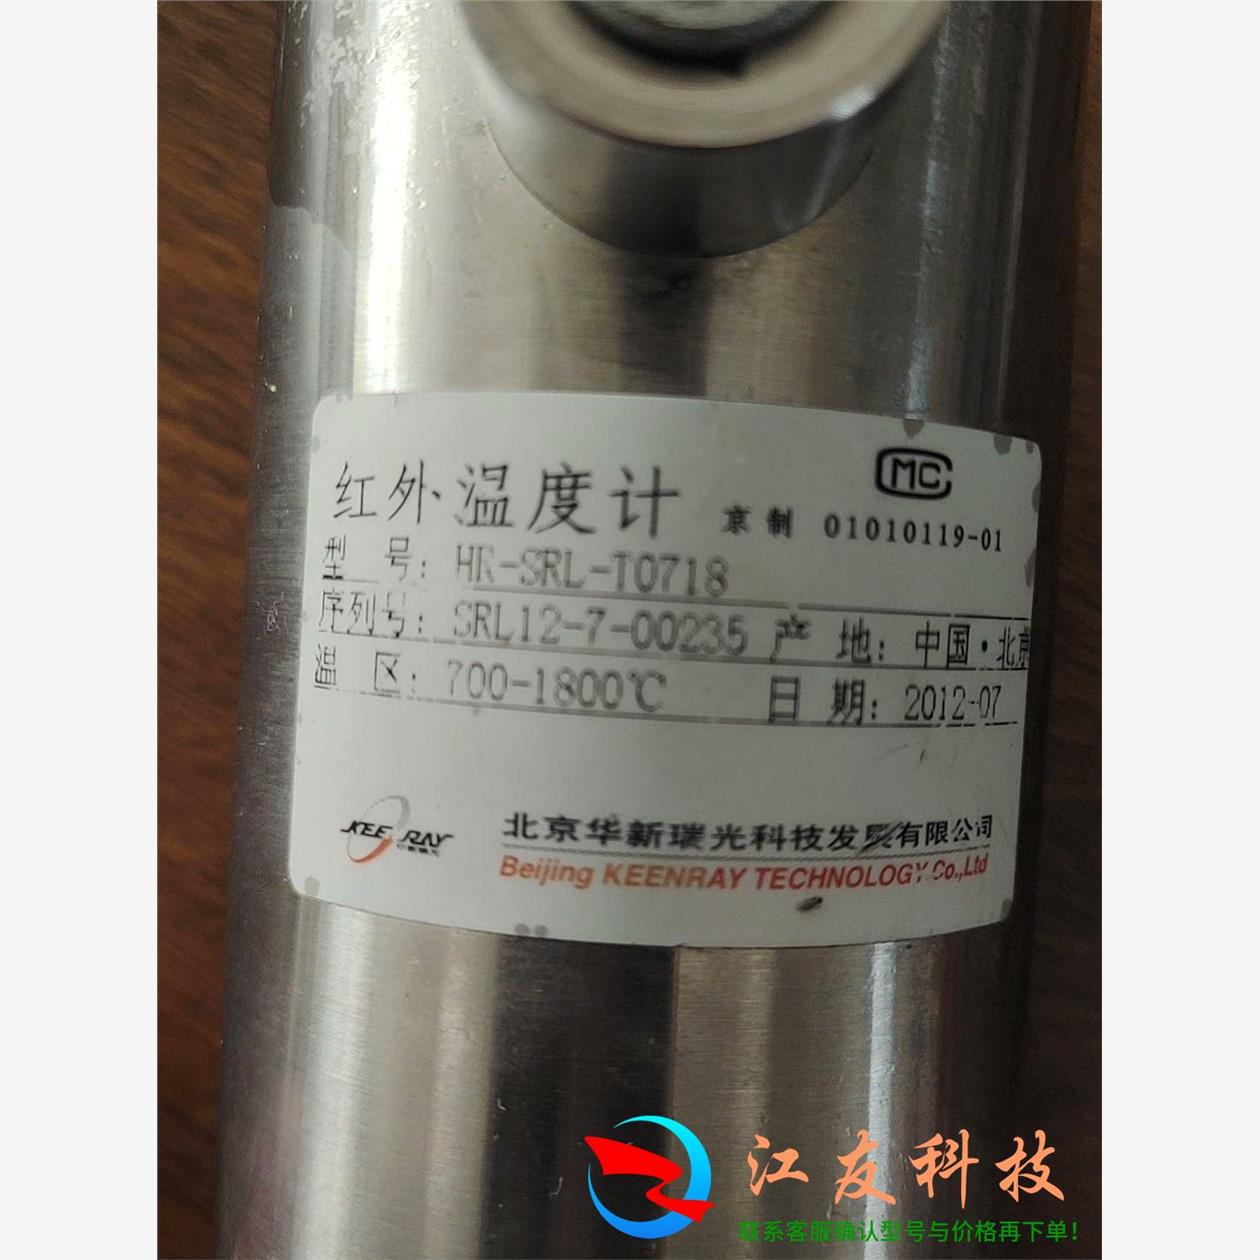 红外温度计
MC
京制 01010119-01
型 号: HR-SRL-T0718
序列号: SRL12-7-00235 产 地: 中国·北京
温 区: 700-1800℃ 日 期: 2012-07
KEENRAY
北京华新瑞光科技发展有限公司
Beijing KEENRAY TECHNOLOGY Co.,Ltd
江友科技
联系客服确认型号与价格再下单!